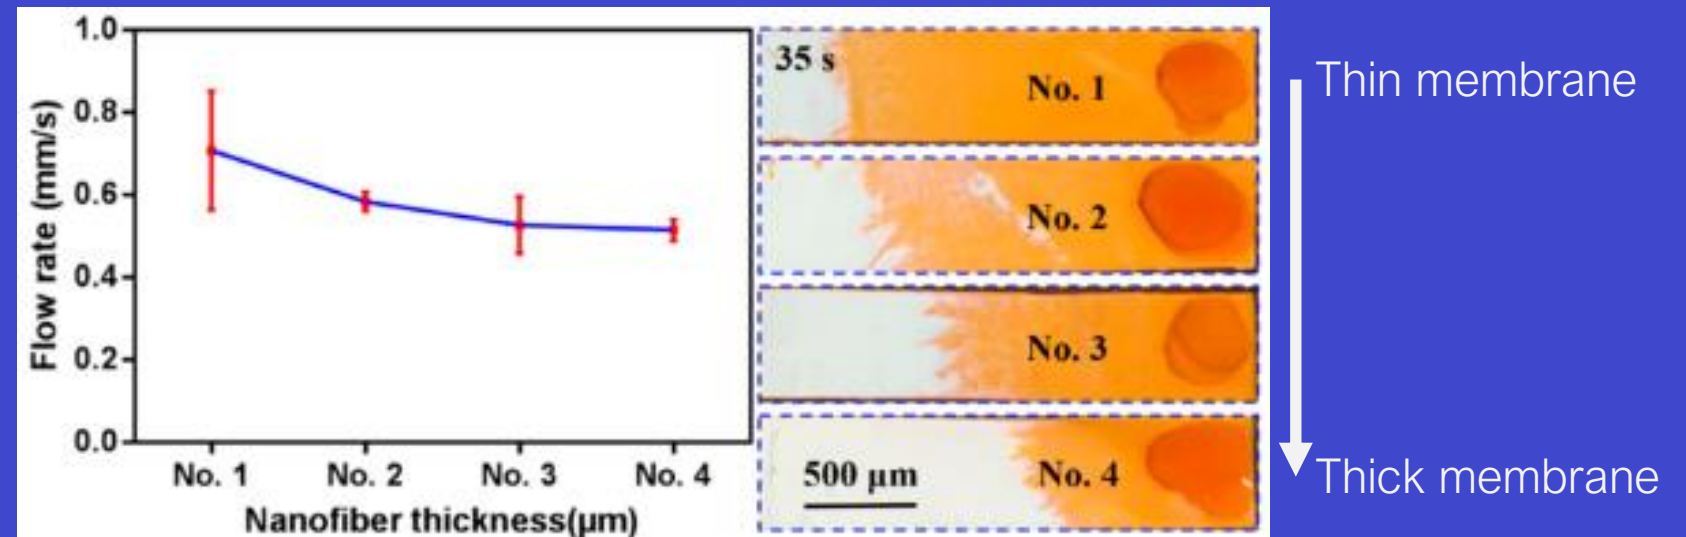 1.0
0.8
0.6
0.4
0.2
0.0
Flow rate (mm/s)
No. 1 No. 2 No. 3 No. 4
Nanofiber thickness(μm)
35 s
No. 1
No. 2
No. 3
500 μm No. 4
Thin membrane
Thick membrane